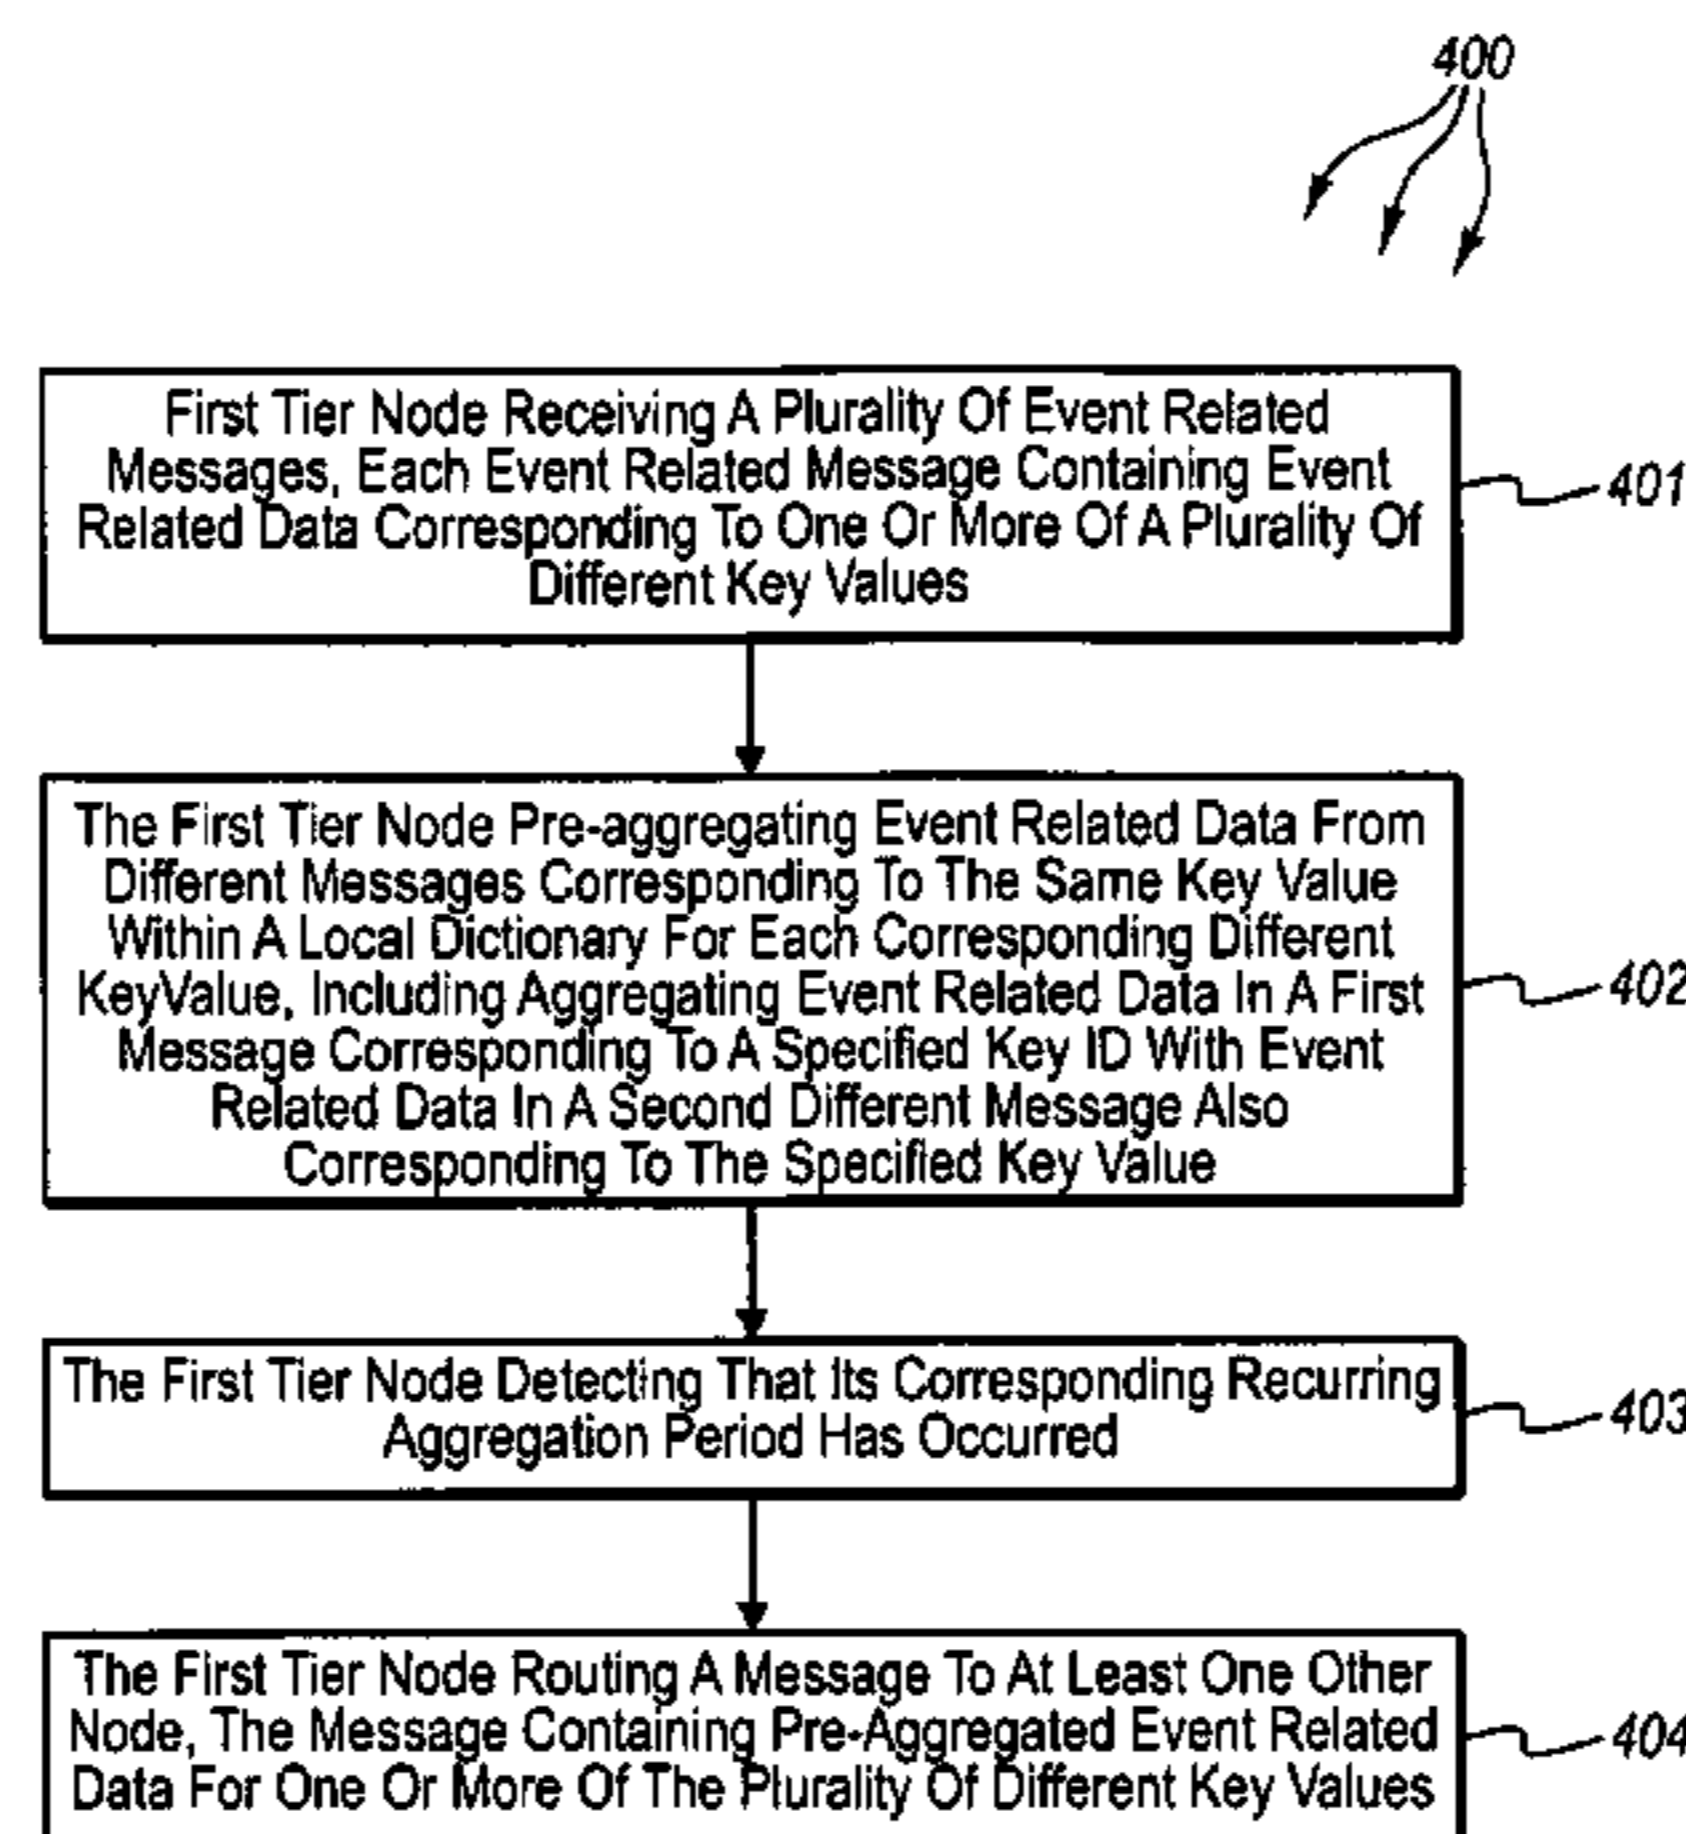 400
First Tier Node Receiving A Plurality Of Event Related
Messages, Each Event Related Message Containing Event
Related Data Corresponding To One Or More Of A Plurality Of
Different Key Values
401
The First Tier Node Pre-aggregating Event Related Data From
Different Messages Corresponding To The Same Key Value
Within A Local Dictionary For Each Corresponding Different
KeyValue, Including Aggregating Event Related Data In A First
Message Corresponding To A Specified Key ID With Event
Related Data In A Second Different Message Also
Corresponding To The Specified Key Value
402
The First Tier Node Detecting That Its Corresponding Recurring
Aggregation Period Has Occurred
403
The First Tier Node Routing A Message To At Least One Other
Node, The Message Containing Pre-Aggregated Event Related
Data For One Or More Of The Plurality Of Different Key Values
404